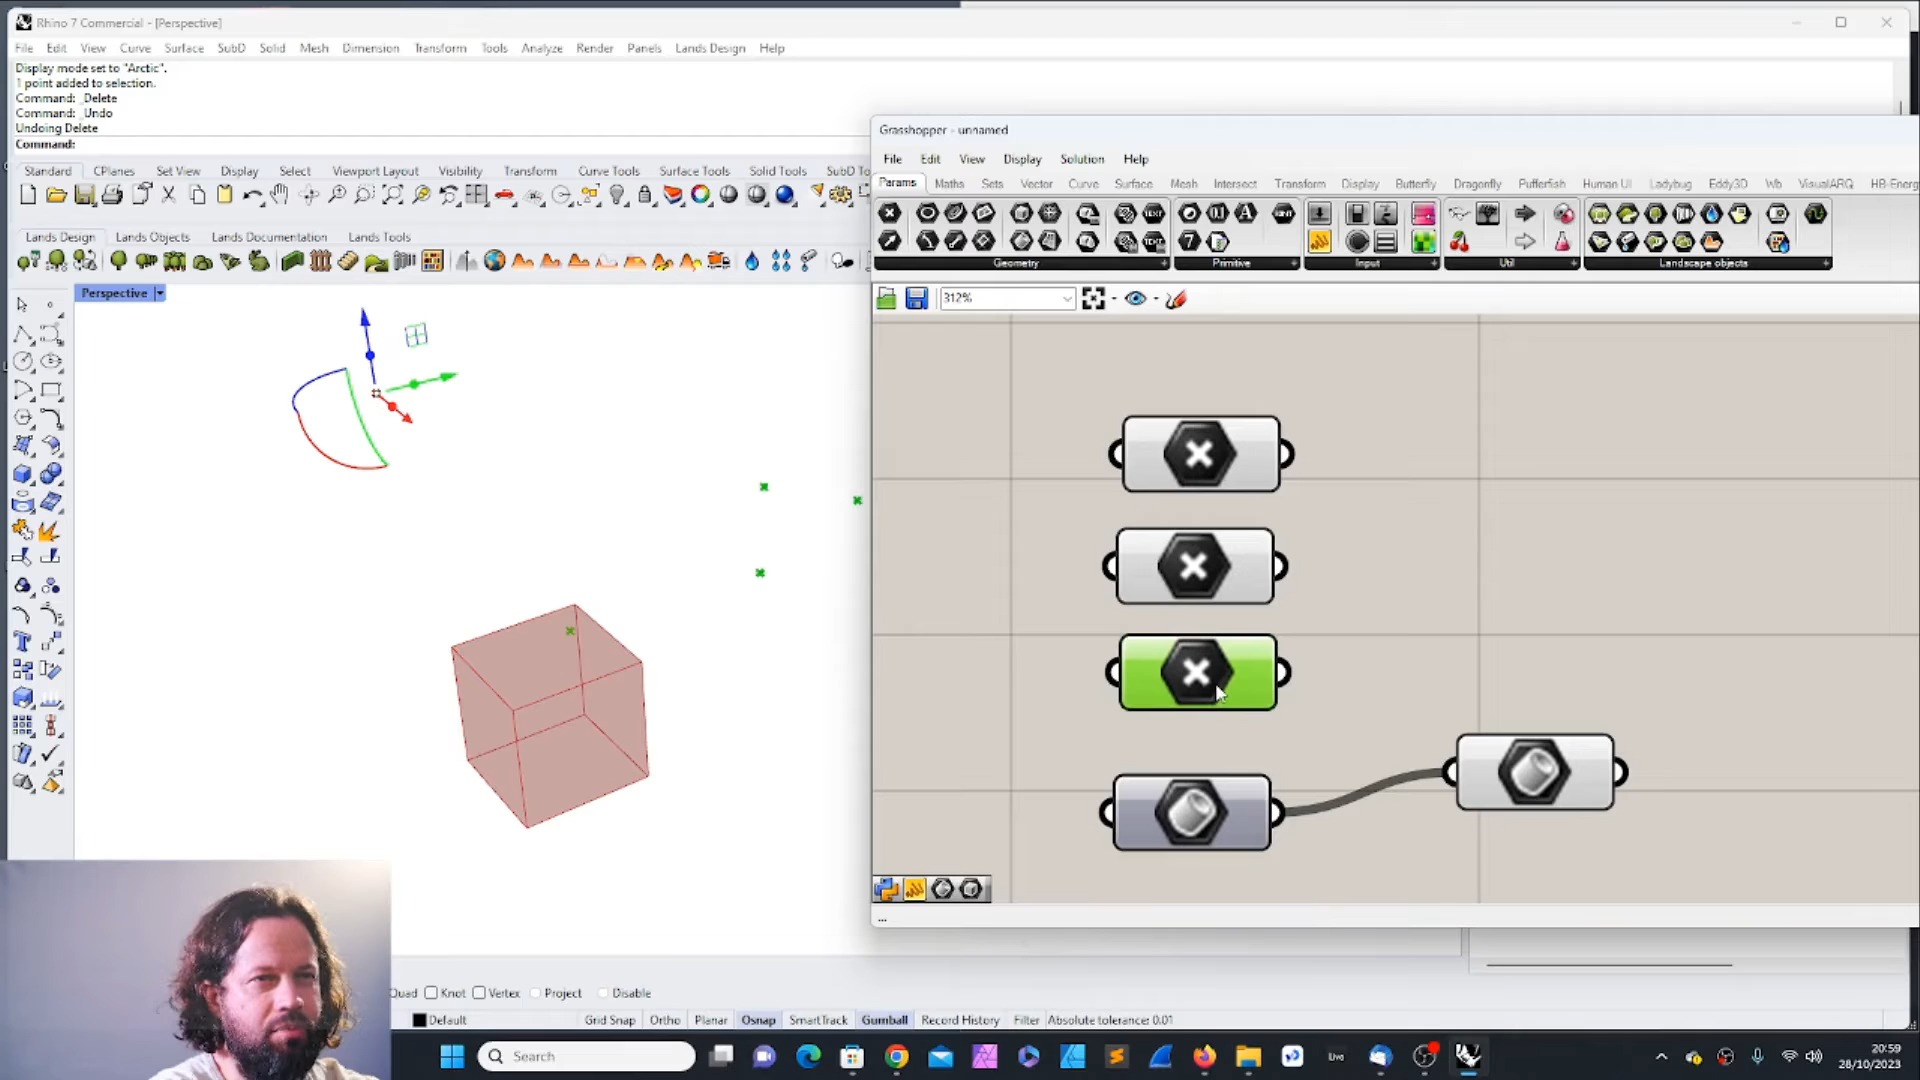 Rhino 7 Commercial - [Perspective]
File Edit View Curve Surface SubD Solid Mesh Dimension Transform Tools Analyze Render Panels Lands Design Help
Display mode set to "Arctic".
1 point added to selection.
Command: _Delete
Command: _Undo
Undoing Delete
Command:
Standard CPlanes Set View Display Select Viewport Layout Visibility Transform Curve Tools Surface Tools Solid Tools SubD To
Lands Design Lands Objects Lands Documentation Lands Tools
Perspective
Grasshopper - unnamed
File Edit View Display Solution Help
Params Maths Sets Vector Curve Surface Mesh Intersect Transform Display Butterfly Dragonfly Pufferfish Human UI Ladybug Eddy3D Wb VisualARQ HB-Energ
Geometry Primitive Input Util Landscape objects
312%
...
Quad Knot Vertex Project Disable
Default Grid Snap Ortho Planar Osnap SmartTrack Gumball Record History Filter Absolute tolerance: 0.01
Search
Live
20:59
28/10/2023